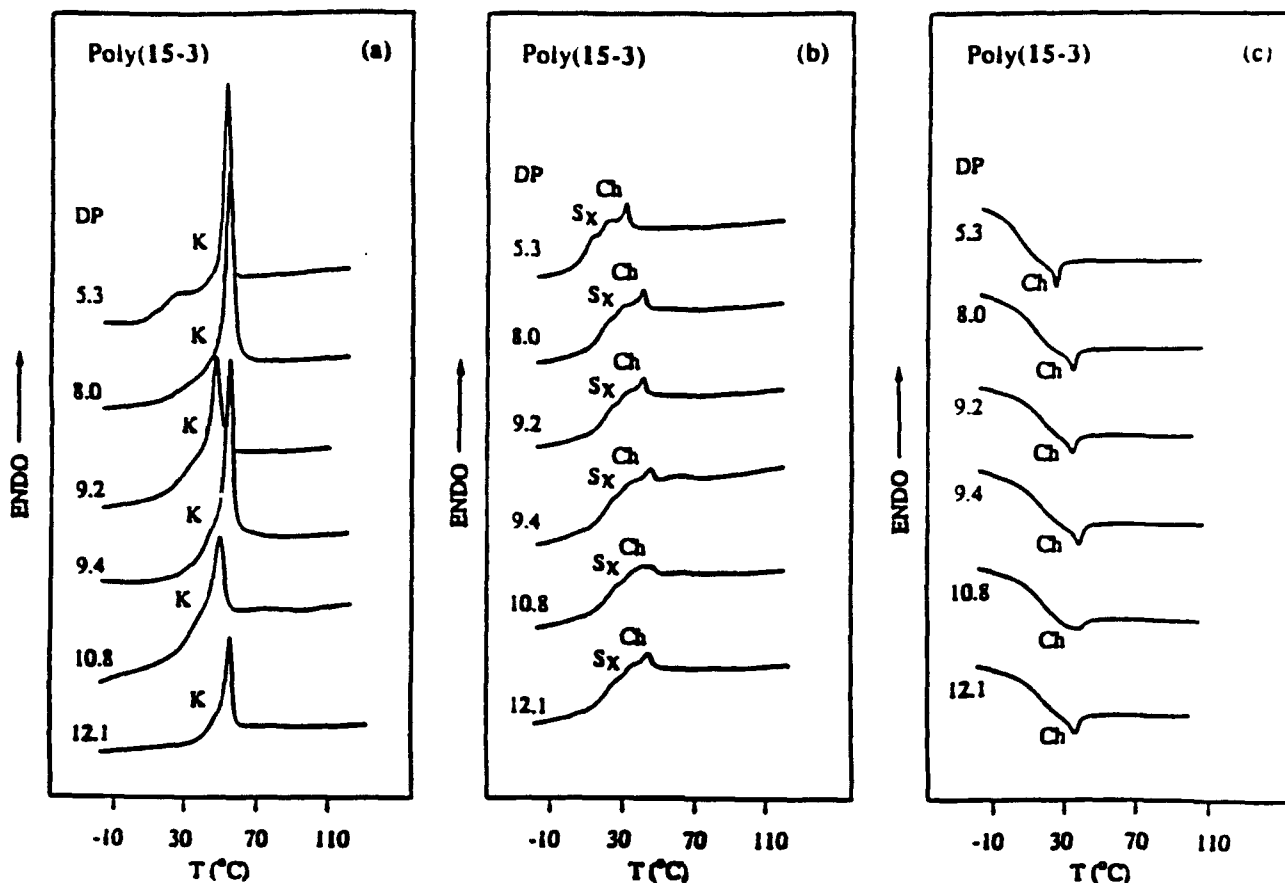 Poly(15-3) (a)
DP
K
5.3
K
8.0
K
9.2
K
9.4
K
10.8
K
12.1
ENDO
-10 30 70 110
T (°C)
Poly(15-3) (b)
DP
Ch
Sx
5.3
Ch
Sx
8.0
Ch
Sx
9.2
Ch
Sx
9.4
Ch
Sx
10.8
Ch
Sx
12.1
ENDO
-10 30 70 110
T (°C)
Poly(15-3) (c)
DP
5.3
Ch
8.0
Ch
9.2
Ch
9.4
Ch
10.8
Ch
12.1
Ch
ENDO
-10 30 70 110
T (°C)